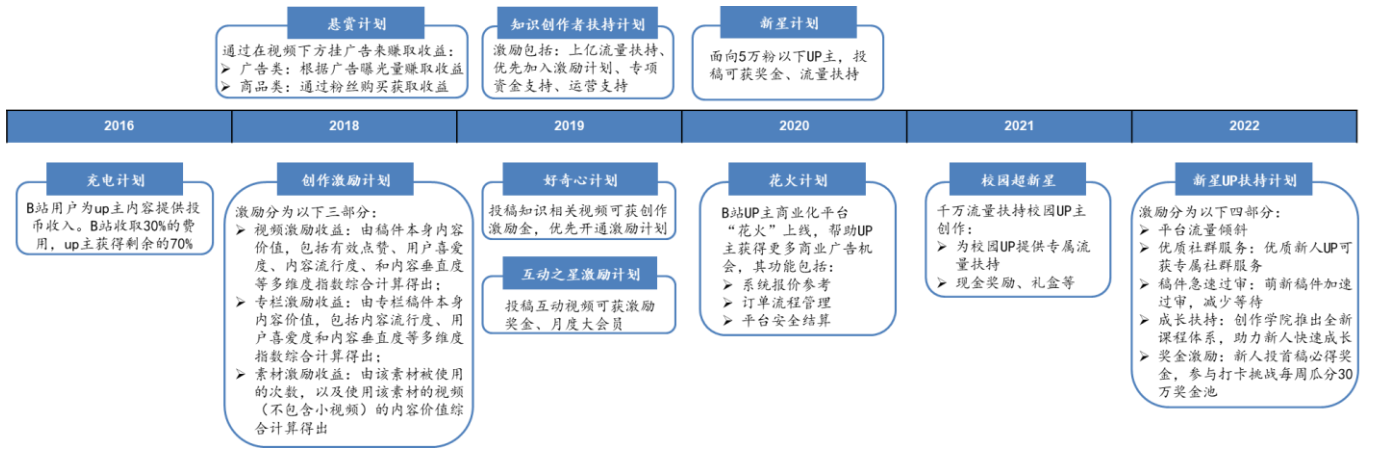 悬赏计划
通过在视频下方挂广告来赚取收益：
➢ 广告类：根据广告曝光量赚取收益
➢ 商品类：通过粉丝购买获取收益
知识创作者扶持计划
激励包括：上亿流量扶持、
优先加入激励计划、专项
资金支持、运营支持
新星计划
面向5万粉以下UP主，投
稿可获奖金、流量扶持
2016
2018
2019
2020
2021
2022
充电计划
B站用户为up主内容提供投
币收入。B站收取30%的费
用，up主获得剩余的70%
创作激励计划
激励分为以下三部分：
➢ 视频激励收益：由稿件本身内容
价值，包括有效点赞、用户喜爱
度、内容流行度、和内容垂直度
等多维度指数综合计算得出；
➢ 专栏激励收益：由专栏稿件本身
内容价值，包括内容流行度、用
户喜爱度和内容垂直度等多维度
指数综合计算得出；
➢ 素材激励收益：由该素材被使用
的次数，以及使用该素材的视频
（不包含小视频）的内容价值综
合计算得出
好奇心计划
投稿知识相关视频可获创作
激励金，优先开通激励计划
互动之星激励计划
投稿互动视频可获激励
奖金、月度大会员
花火计划
B站UP主商业化平台
“花火”上线，帮助UP
主获得更多商业广告机
会，其功能包括：
➢ 系统报价参考
➢ 订单流程管理
➢ 平台安全结算
校园超新星
千万流量扶持校园UP主
创作：
➢ 为校园UP提供专属流
量扶持
➢ 现金奖励、礼盒等
新星UP扶持计划
激励分为以下四部分：
➢ 平台流量倾斜
➢ 优质社群服务：优质新人UP可
获专属社群服务
➢ 稿件急速过审：萌新稿件加速
过审，减少等待
➢ 成长扶持：创作学院推出全新
课程体系，助力新人快速成长
➢ 奖金激励：新人投首稿必得奖
金，参与打卡挑战每周瓜分30
万奖金池